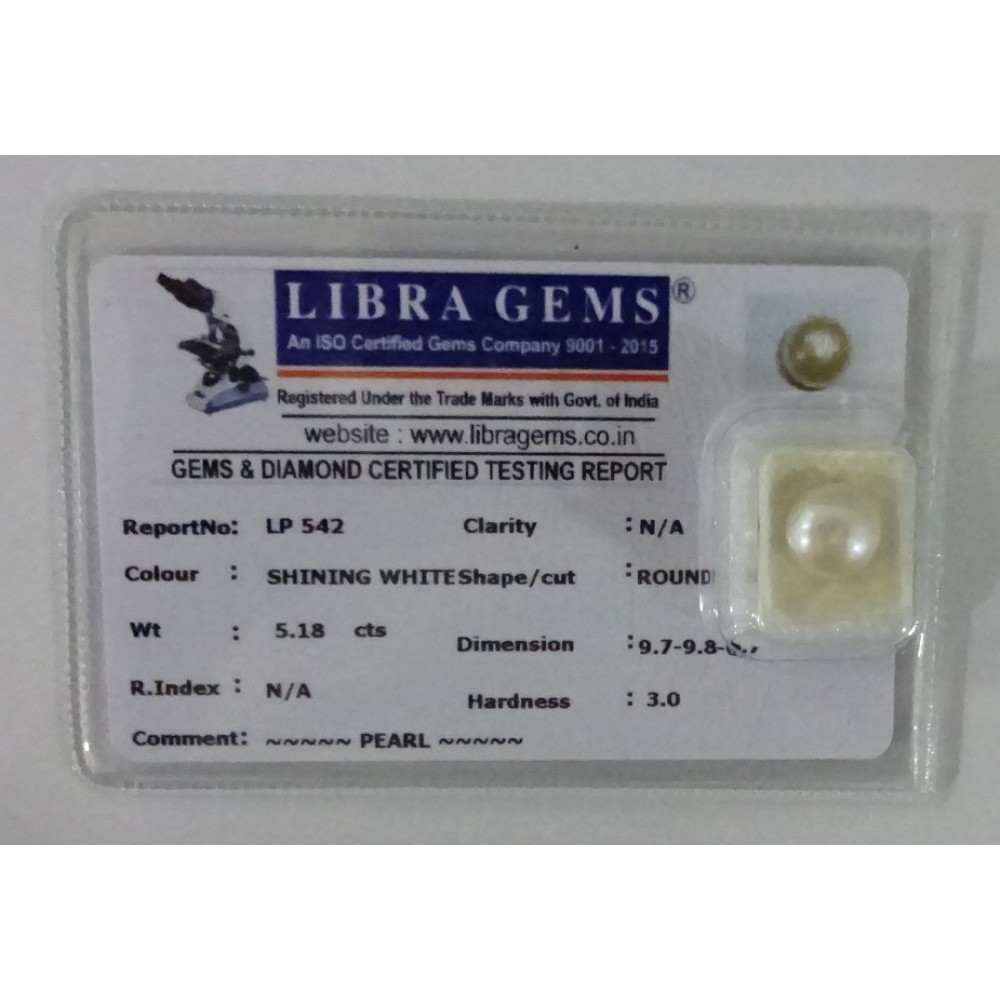 LIBRA GEMS®
An ISO Certified Gems Company 9001 - 2015
Registered Under the Trade Marks with Govt. of India
website : www.libragems.co.in
GEMS & DIAMOND CERTIFIED TESTING REPORT
ReportNo: LP 542 Clarity : N/A
Colour : SHINING WHITE Shape/cut : ROUND
Wt : 5.18 cts Dimension : 9.7-9.8-
R.Index : N/A Hardness : 3.0
Comment: ~~~~~ PEARL ~~~~~